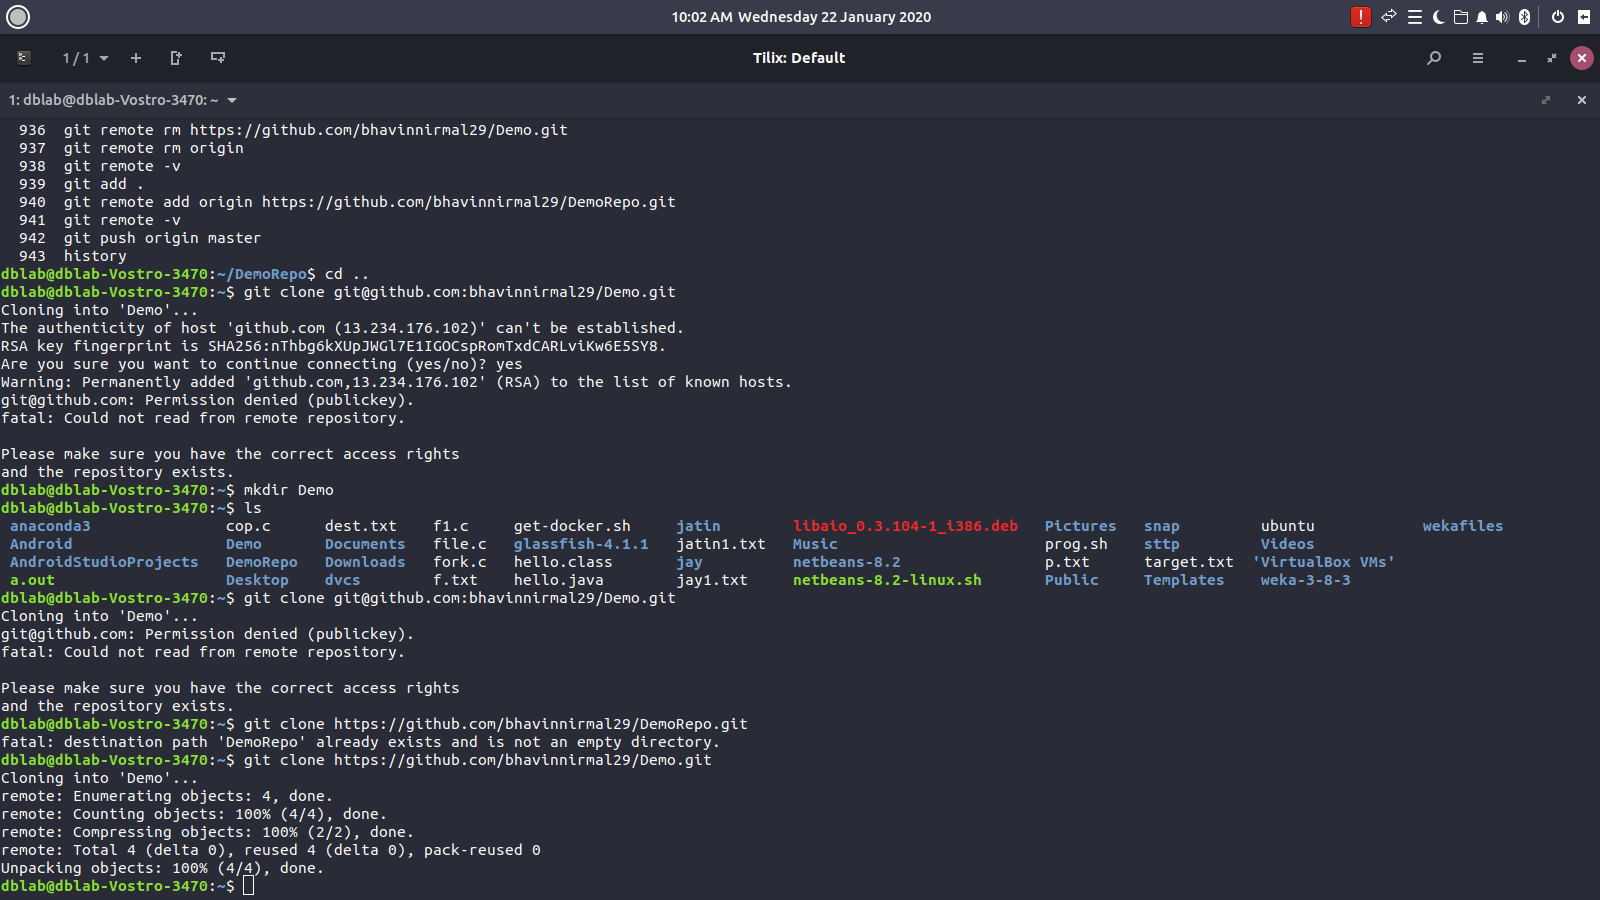 10:02 AM Wednesday 22 January 2020
1 / 1
Tilix: Default
1: dblab@dblab-Vostro-3470: ~
936  git remote rm https://github.com/bhavinnirmal29/Demo.git
937  git remote rm origin
938  git remote -v
939  git add .
940  git remote add origin https://github.com/bhavinnirmal29/DemoRepo.git
941  git remote -v
942  git push origin master
943  history
dblab@dblab-Vostro-3470:~/DemoRepo$ cd ..
dblab@dblab-Vostro-3470:~$ git clone git@github.com:bhavinnirmal29/Demo.git
Cloning into 'Demo'...
The authenticity of host 'github.com (13.234.176.102)' can't be established.
RSA key fingerprint is SHA256:nThbg6kXUpJWGl7E1IGOCspRomTxdCARLviKw6E5SY8.
Are you sure you want to continue connecting (yes/no)? yes
Warning: Permanently added 'github.com,13.234.176.102' (RSA) to the list of known hosts.
git@github.com: Permission denied (publickey).
fatal: Could not read from remote repository.
Please make sure you have the correct access rights
and the repository exists.
dblab@dblab-Vostro-3470:~$ mkdir Demo
dblab@dblab-Vostro-3470:~$ ls
anaconda3 cop.c dest.txt f1.c get-docker.sh jatin libaio_0.3.104-1_i386.deb Pictures snap ubuntu wekafiles
Android Demo Documents file.c glassfish-4.1.1 jatin1.txt Music prog.sh sttp Videos
AndroidStudioProjects DemoRepo Downloads fork.c hello.class jay netbeans-8.2 p.txt target.txt 'VirtualBox VMs'
a.out Desktop dvcs f.txt hello.java jay1.txt netbeans-8.2-linux.sh Public Templates weka-3-8-3
dblab@dblab-Vostro-3470:~$ git clone git@github.com:bhavinnirmal29/Demo.git
Cloning into 'Demo'...
git@github.com: Permission denied (publickey).
fatal: Could not read from remote repository.
Please make sure you have the correct access rights
and the repository exists.
dblab@dblab-Vostro-3470:~$ git clone https://github.com/bhavinnirmal29/DemoRepo.git
fatal: destination path 'DemoRepo' already exists and is not an empty directory.
dblab@dblab-Vostro-3470:~$ git clone https://github.com/bhavinnirmal29/Demo.git
Cloning into 'Demo'...
remote: Enumerating objects: 4, done.
remote: Counting objects: 100% (4/4), done.
remote: Compressing objects: 100% (2/2), done.
remote: Total 4 (delta 0), reused 4 (delta 0), pack-reused 0
Unpacking objects: 100% (4/4), done.
dblab@dblab-Vostro-3470:~$